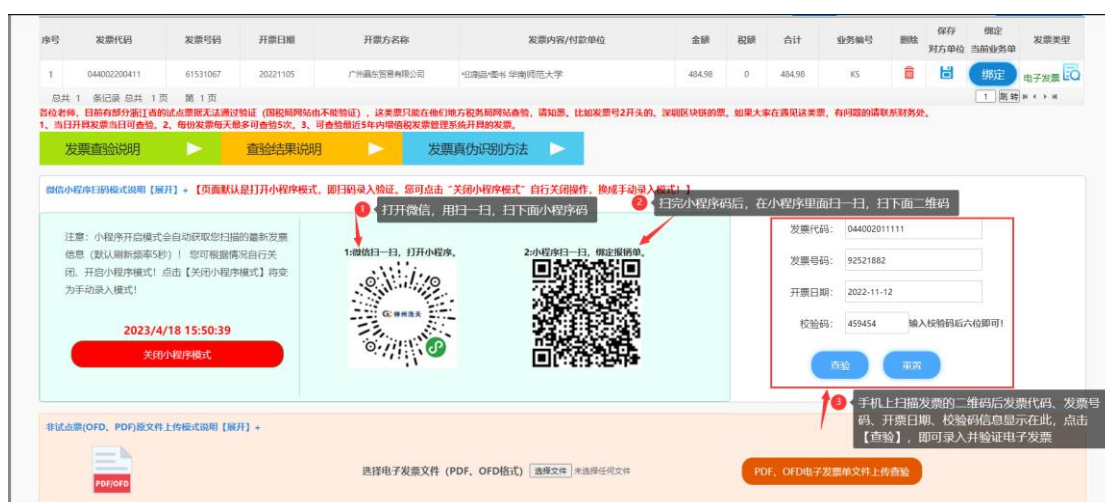 序号 发票代码 发票号码 开票日期 开票方名称 发票内容/付款单位 金额 税额 合计 业务编号 删除 保存对方单位 绑定当前业务单 发票类型
1 044002200411 61531067 20221105 广州晶东贸易有限公司 *印刷品*图书 华南师范大学 484.98 0 484.98 KS 绑定 电子发票
总共 1 条记录 总共 1 页 第 1 页 1 跳转
各位老师，目前有部分浙江省的试点票据无法通过验证（国税局网站也不能验证），这类票只能在他们地方税务局网站查验，请知悉。比如发票号2开头的、深圳区块链的票。如果大家在遇见这类票，有问题的请联系财务处。
1、当日开具发票当日可查验。2、每份发票每天最多可查验5次。3、可查验最近5年内增值税发票管理系统开具的发票。
发票查验说明 查验结果说明 发票真伪识别方法
微信小程序扫码模式说明【展开】+ 【页面默认是打开小程序模式，即扫码录入验证。您可点击“关闭小程序模式”自行关闭操作，换成手动录入模式！】
1 打开微信，用扫一扫，扫下面小程序码
2 扫完小程序码后，在小程序里面扫一扫，扫下面二维码
注意：小程序开启模式会自动获取您扫描的最新发票
信息（默认刷新频率5秒）！您可根据情况自行关
闭、开启小程序模式！点击【关闭小程序模式】将变
为手动录入模式！
2023/4/18 15:50:39
关闭小程序模式
1:微信扫一扫，打开小程序。
神州浩天
2:小程序扫一扫，绑定报销单。
发票代码： 044002011111
发票号码： 92521882
开票日期： 2022-11-12
校验码： 459454 输入校验码后六位即可！
查验 重置
3 手机上扫描发票的二维码后发票代码、发票号
码、开票日期、校验码信息显示在此，点击
【查验】，即可录入并验证电子发票
非试点票(OFD、PDF)原文件上传模式说明【展开】+
PDF/OFD
选择电子发票文件（PDF、OFD格式） 选择文件 未选择任何文件
PDF、OFD电子发票单文件上传查验